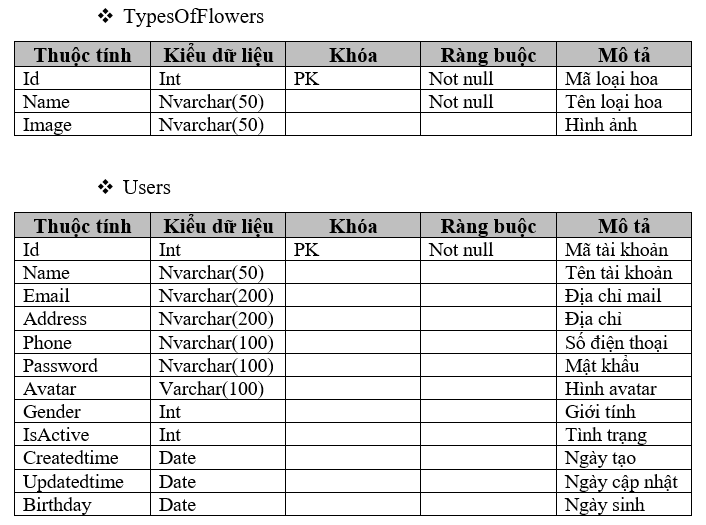 ❖ TypesOfFlowers
Thuộc tính Kiểu dữ liệu Khóa Ràng buộc Mô tả
Id Int PK Not null Mã loại hoa
Name Nvarchar(50) Not null Tên loại hoa
Image Nvarchar(50) Hình ảnh
❖ Users
Thuộc tính Kiểu dữ liệu Khóa Ràng buộc Mô tả
Id Int PK Not null Mã tài khoản
Name Nvarchar(50) Tên tài khoản
Email Nvarchar(200) Địa chỉ mail
Address Nvarchar(200) Địa chỉ
Phone Nvarchar(100) Số điện thoại
Password Nvarchar(100) Mật khẩu
Avatar Varchar(100) Hình avatar
Gender Int Giới tính
IsActive Int Tình trạng
Createdtime Date Ngày tạo
Updatedtime Date Ngày cập nhật
Birthday Date Ngày sinh